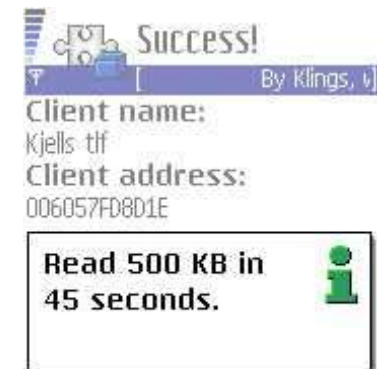 Success!
[ By Klings, v]
Client name:
Kjells tlf
Client address:
006057FD8D1E
Read 500 KB in
45 seconds.